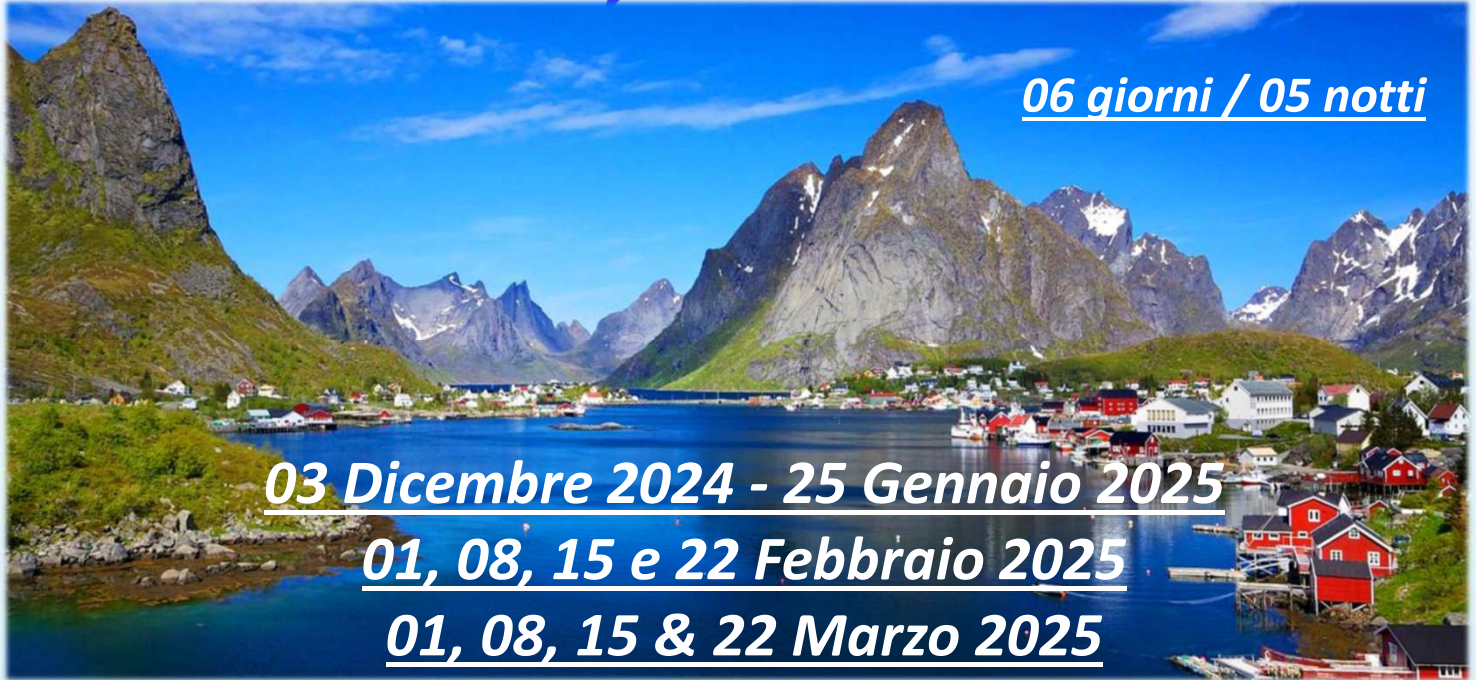 06 giorni / 05 notti
03 Dicembre 2024 - 25 Gennaio 2025
01, 08, 15 e 22 Febbraio 2025
01, 08, 15 & 22 Marzo 2025